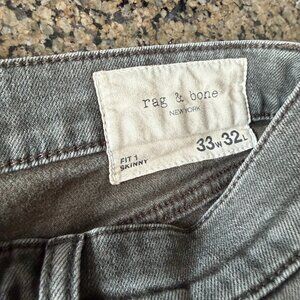 rag & bone
NEW YORK
FIT 1
SKINNY
33W 32L